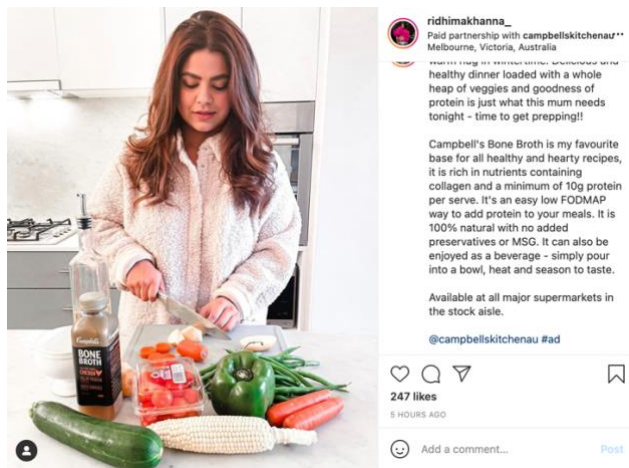 ridhimakhanna_
Paid partnership with campbellskitchenau
Melbourne, Victoria, Australia
warm hug in wintertime. Delicious and
healthy dinner loaded with a whole
heap of veggies and goodness of
protein is just what this mum needs
tonight - time to get prepping!!
Campbell's Bone Broth is my favourite
base for all healthy and hearty recipes,
it is rich in nutrients containing
collagen and a minimum of 10g protein
per serve. It's an easy low FODMAP
way to add protein to your meals. It is
100% natural with no added
preservatives or MSG. It can also be
enjoyed as a beverage - simply pour
into a bowl, heat and season to taste.
Available at all major supermarkets in
the stock aisle.
@campbellskitchenau #ad
247 likes
5 HOURS AGO
Add a comment...
Post
Campbell's
BONE
BROTH